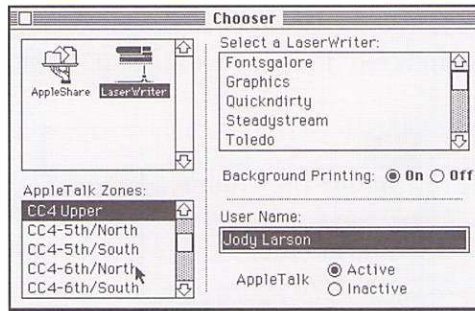 Chooser
AppleShare
LaserWriter
Select a LaserWriter:
Fontsgalore
Graphics
Quickndirty
Steadystream
Toledo
Background Printing: On Off
AppleTalk Zones:
CC4 Upper
CC4-5th/North
CC4-5th/South
CC4-6th/North
CC4-6th/South
User Name:
Jody Larson
AppleTalk
Active
Inactive